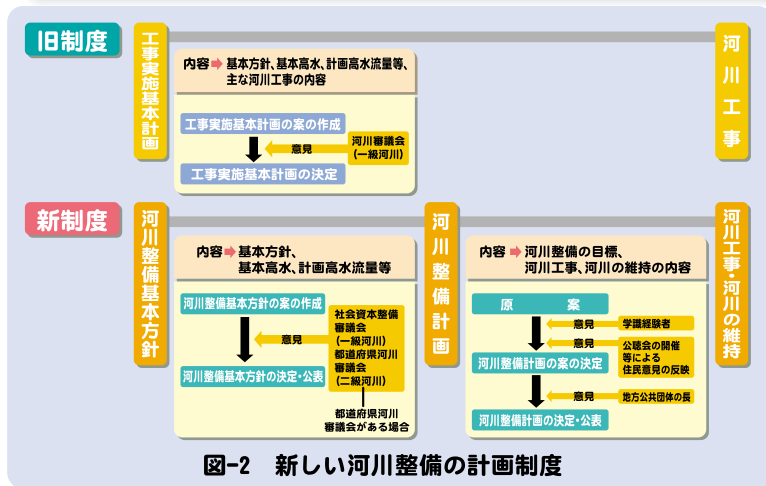 旧制度
工事実施基本計画
内容➡基本方針、基本高水、計画高水流量等、
主な河川工事の内容
工事実施基本計画の案の作成
意見
河川審議会
(一級河川)
工事実施基本計画の決定
河川工事
新制度
河川整備基本方針
内容➡基本方針、
基本高水、計画高水流量等
河川整備基本方針の案の作成
意見
社会資本整備
審議会
(一級河川)
都道府県河川
審議会
(二級河川)
河川整備基本方針の決定・公表
都道府県河川
審議会がある場合
河川整備計画
内容➡河川整備の目標、
河川工事、河川の維持の内容
原案
意見
学識経験者
意見
公聴会の開催
等による
住民意見の反映
河川整備計画の案の決定
意見
地方公共団体の長
河川整備計画の決定・公表
河川工事・河川の維持
図-2 新しい河川整備の計画制度